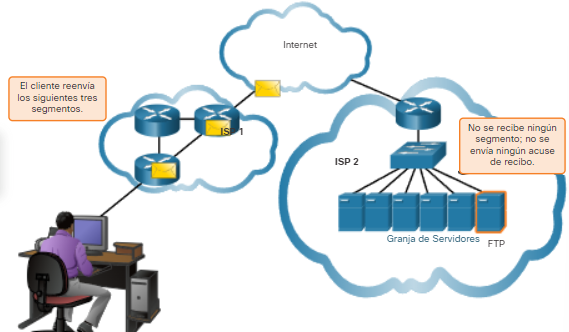 Internet
El cliente reenvía
los siguientes tres
segmentos.
ISP 1
No se recibe ningún
segmento; no se
envía ningún acuse
de recibo.
ISP 2
Granja de Servidores
FTP